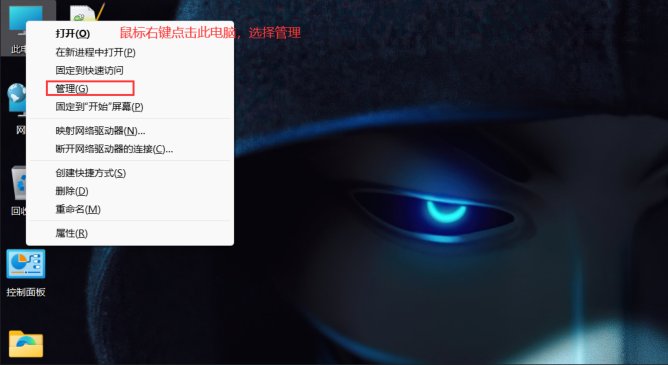 鼠标右键点击此电脑，选择管理
打开(O)
在新进程中打开(P)
固定到快速访问
管理(G)
固定到"开始"屏幕(P)
映射网络驱动器(N)...
断开网络驱动器的连接(C)...
创建快捷方式(S)
删除(D)
重命名(M)
属性(R)
此电
网
回收
控制面板